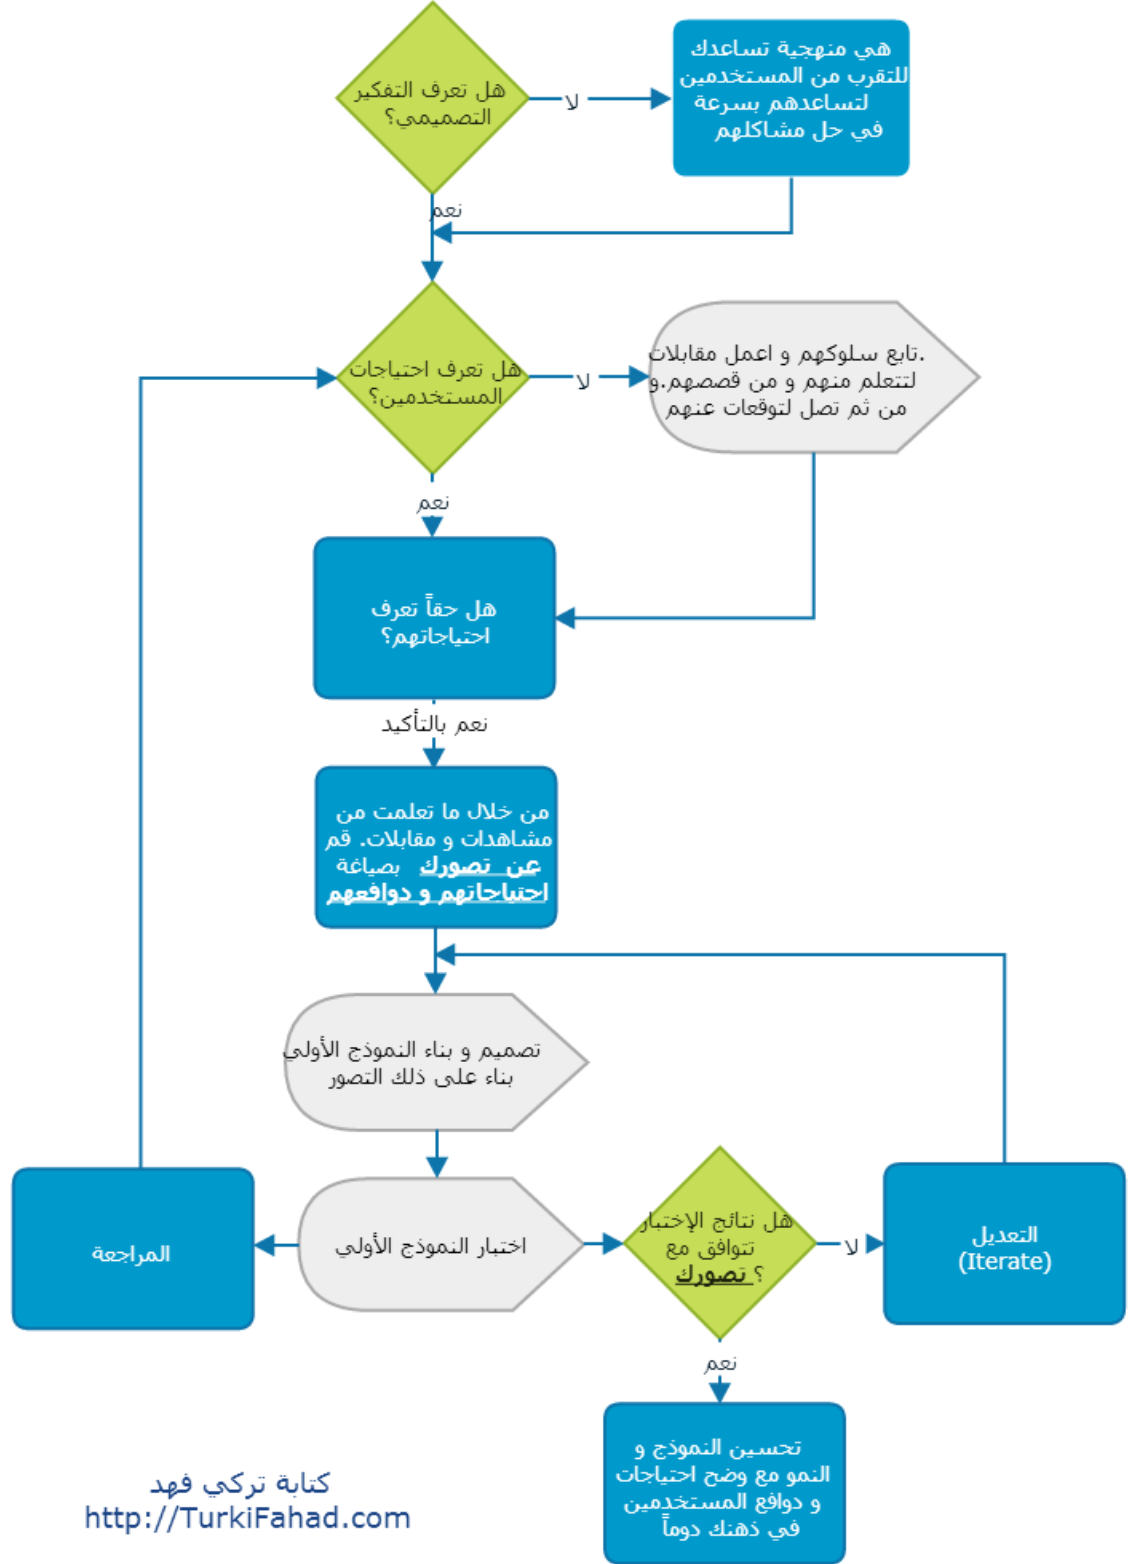 هل تعرف التفكير
التصميمي؟
لا
هي منهجية تساعدك
للتقرب من المستخدمين
لتساعدهم بسرعة
في حل مشاكلهم
نعم
هل تعرف احتياجات
المستخدمين؟
لا
تابع سلوكهم و اعمل مقابلات.
لتتعلم منهم و من قصصهم.و
من ثم تصل لتوقعات عنهم
نعم
هل حقاً تعرف
احتياجاتهم؟
نعم بالتأكيد
من خلال ما تعلمت من
مشاهدات و مقابلات. قم
عن تصورك بصياغة
احتياجاتهم و دوافعهم
تصميم و بناء النموذج الأولي
بناء على ذلك التصور
المراجعة
اختبار النموذج الأولي
هل نتائج الإختبار
تتوافق مع
؟ تصورك
لا
التعديل
(Iterate)
نعم
تحسين النموذج و
النمو مع وضح احتياجات
و دوافع المستخدمين
في ذهنك دوماً
كتابة تركي فهد
http://TurkiFahad.com